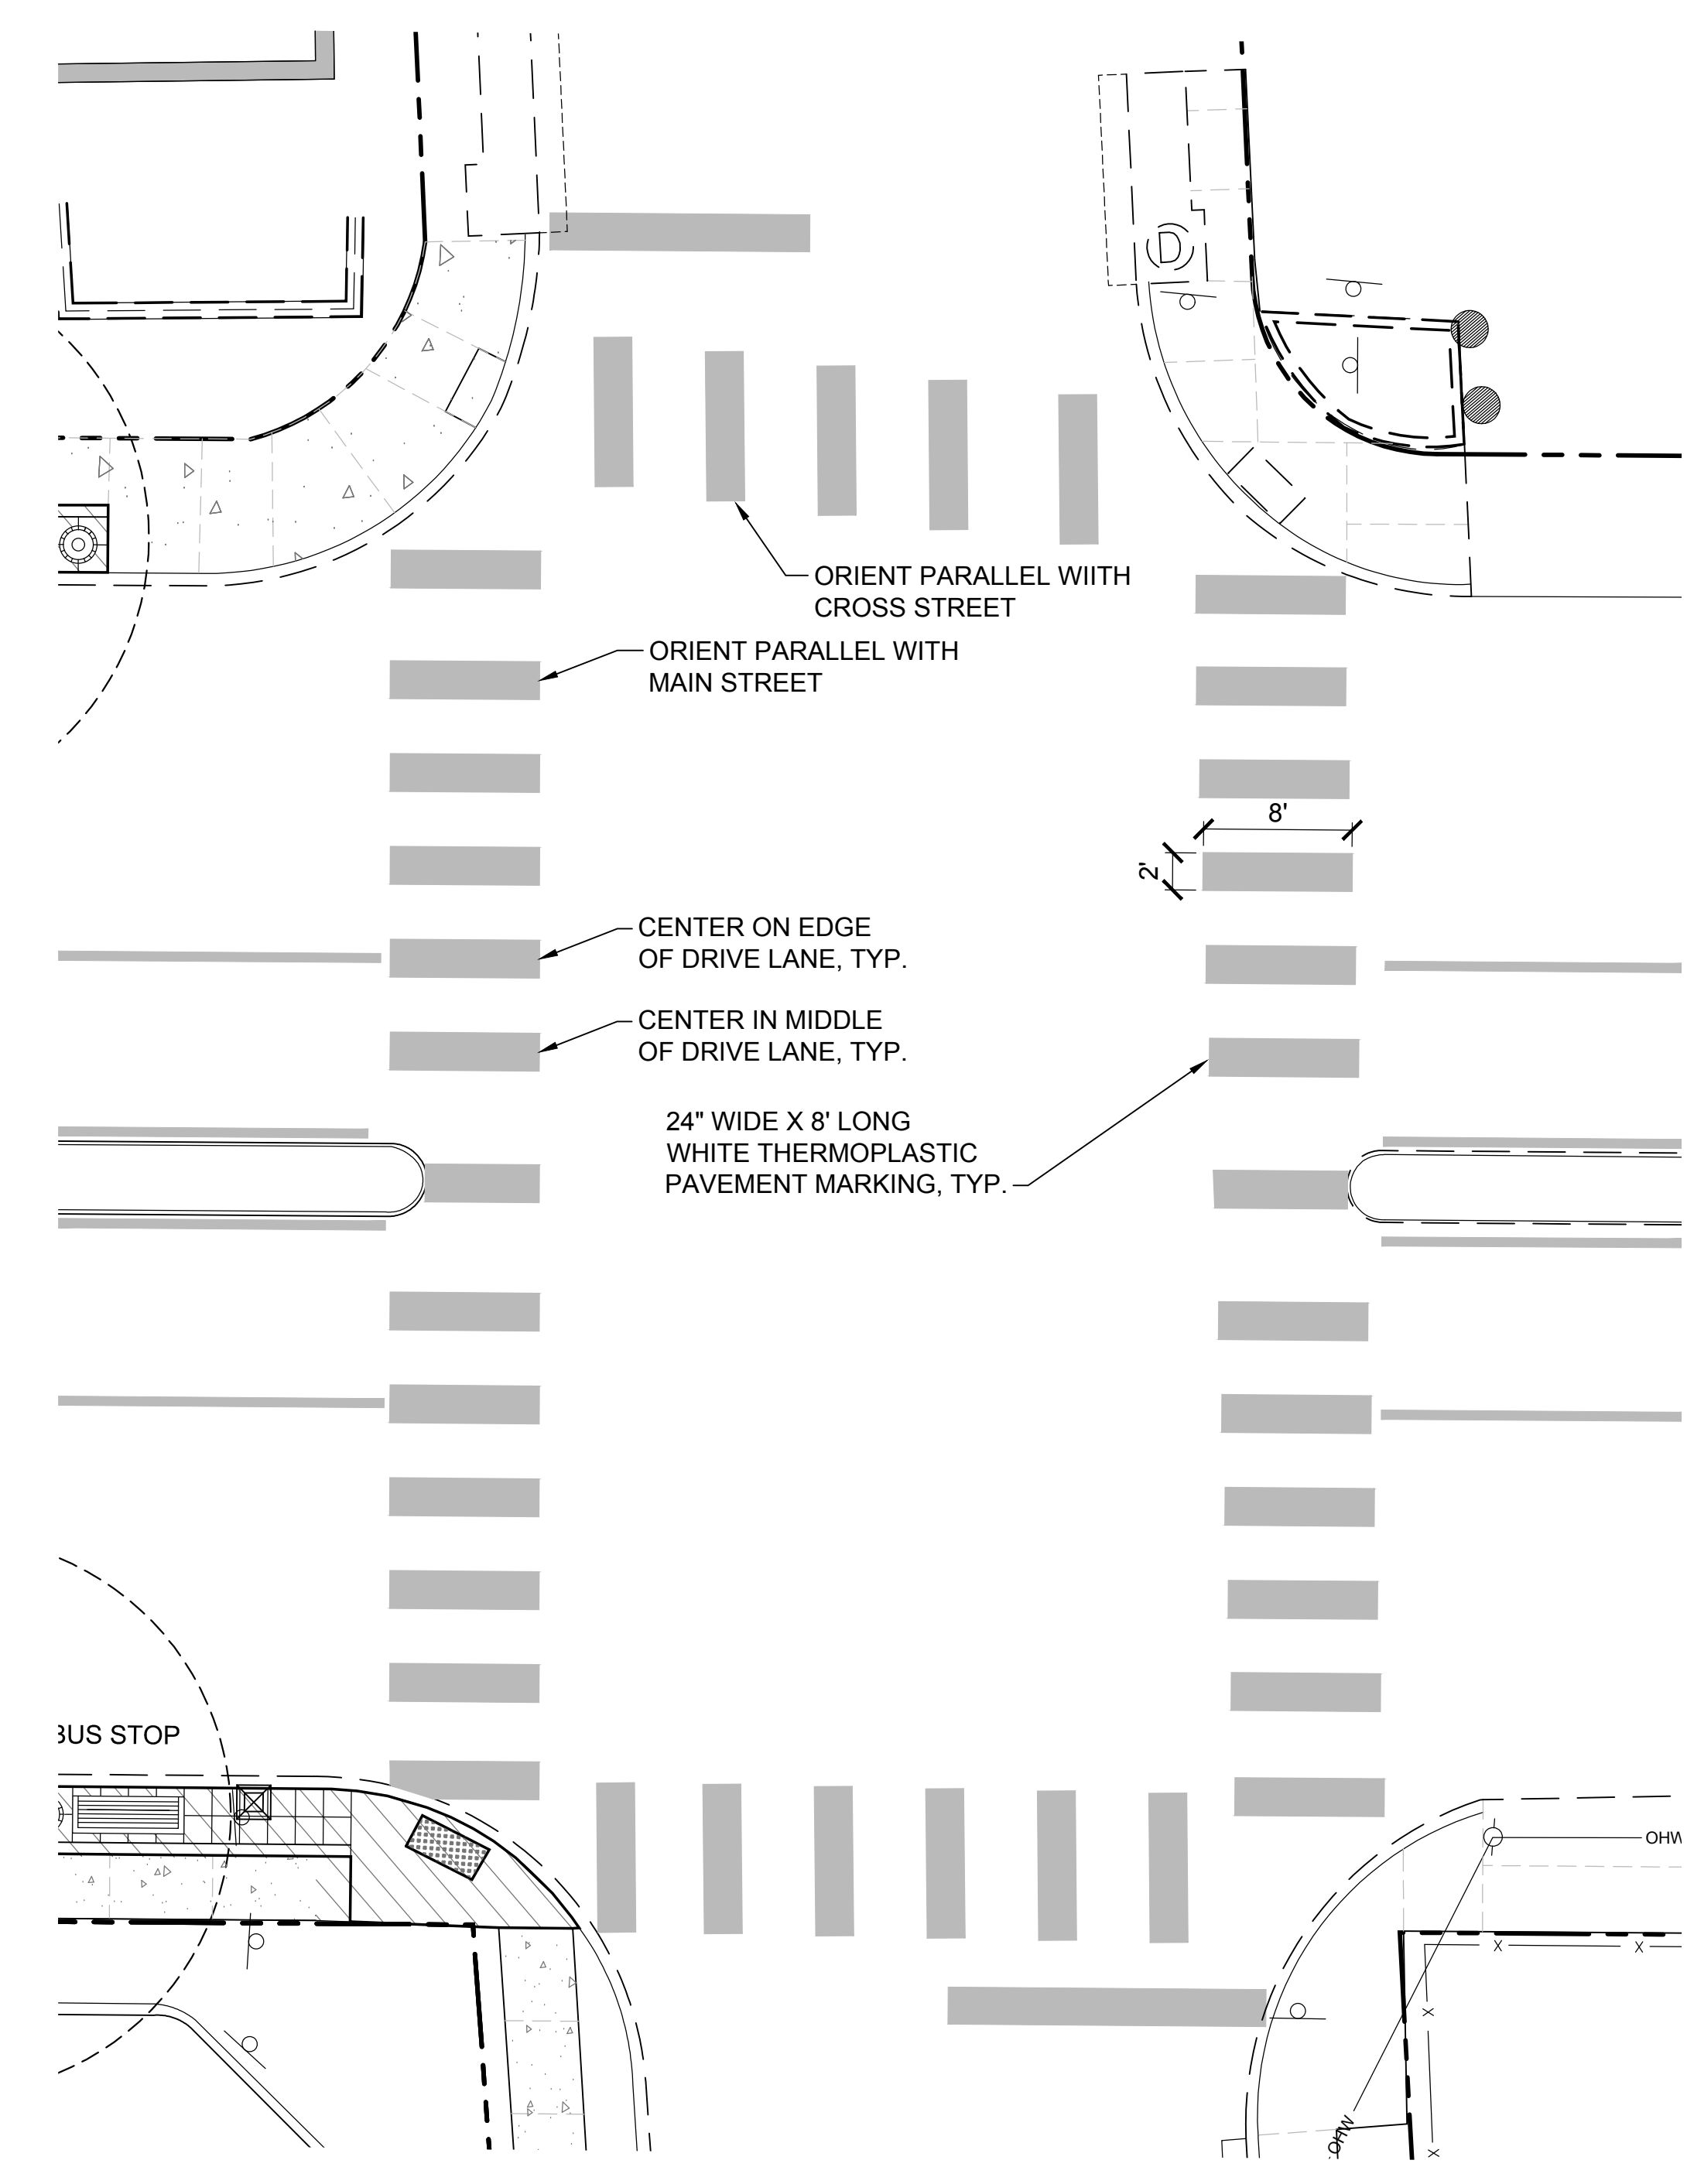 D
ORIENT PARALLEL WIITH
CROSS STREET
ORIENT PARALLEL WITH
MAIN STREET
8'
2'
CENTER ON EDGE
OF DRIVE LANE, TYP.
CENTER IN MIDDLE
OF DRIVE LANE, TYP.
24" WIDE X 8' LONG
WHITE THERMOPLASTIC
PAVEMENT MARKING, TYP.
BUS STOP
OHW
X X
X
OHW
X